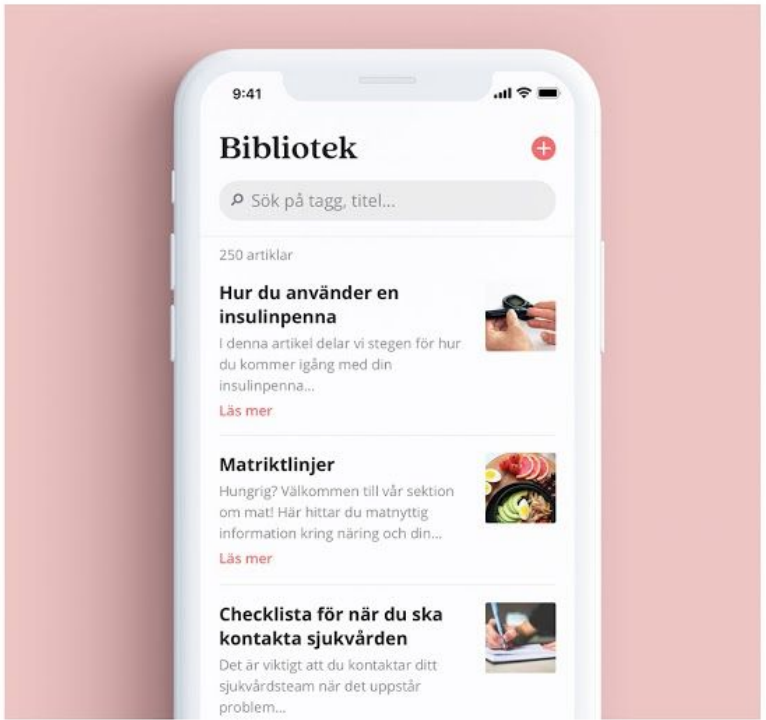 9:41
Bibliotek
Sök på tagg, titel...
250 artiklar
Hur du använder en
insulinpenna
I denna artikel delar vi stegen för hur
du kommer igång med din
insulinpenna...
Läs mer
Matriktlinjer
Hungrig? Välkommen till vår sektion
om mat! Här hittar du matnyttig
information kring näring och din...
Läs mer
Checklista för när du ska
kontakta sjukvården
Det är viktigt att du kontaktar ditt
sjukvårdsteam när det uppstår
problem...